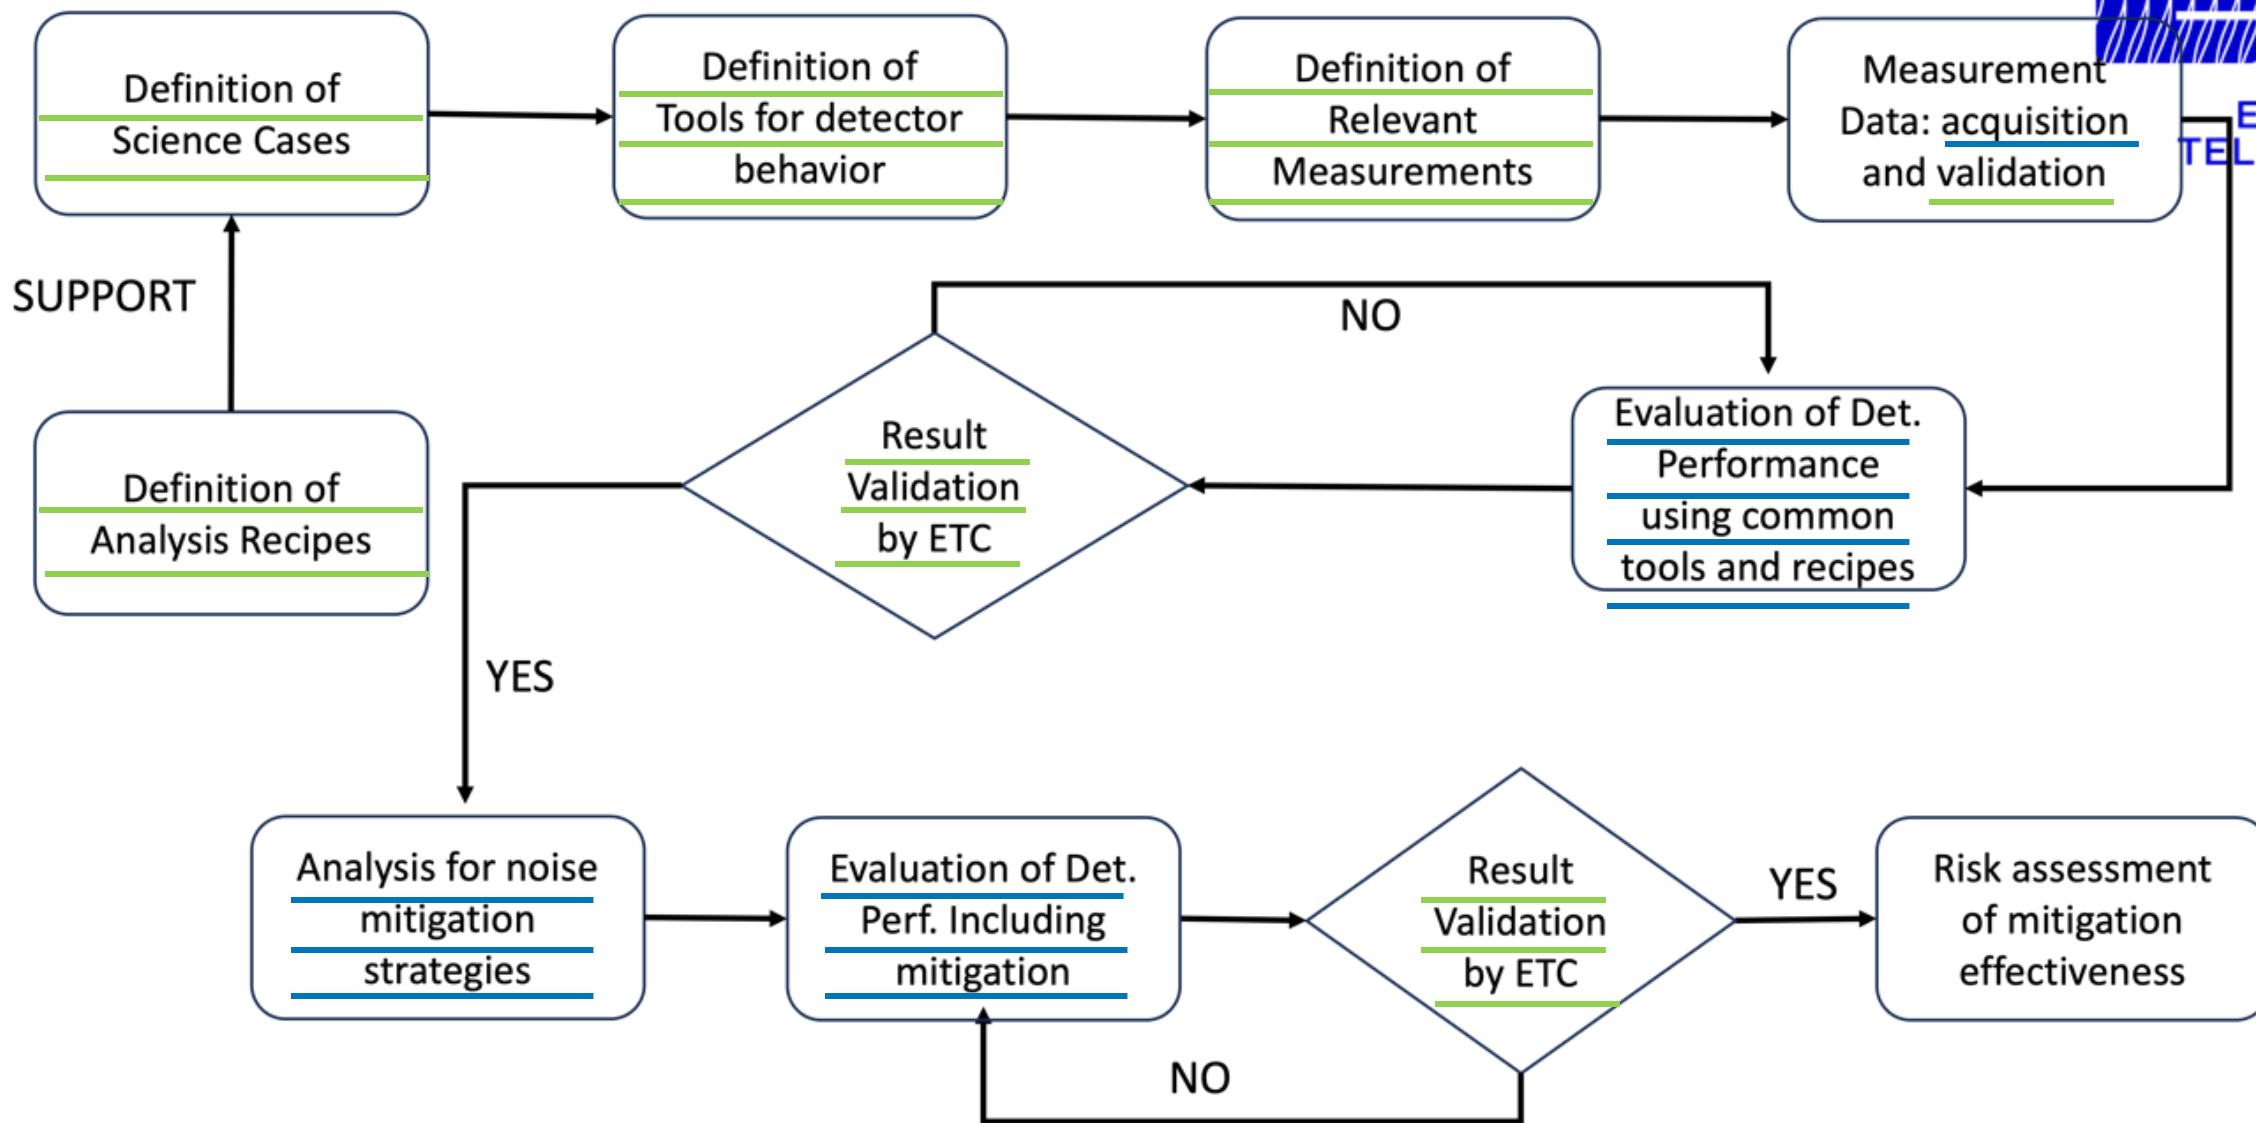 Definition of
Science Cases
Definition of
Tools for detector
behavior
Definition of
Relevant
Measurements
Measurement
Data: acquisition
and validation
SUPPORT
NO
Definition of
Analysis Recipes
Result
Validation
by ETC
Evaluation of Det.
Performance
using common
tools and recipes
YES
Analysis for noise
mitigation
strategies
Evaluation of Det.
Perf. Including
mitigation
Result
Validation
by ETC
YES
Risk assessment
of mitigation
effectiveness
NO